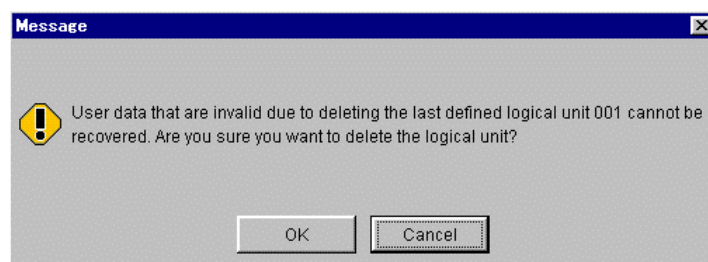 Message
User data that are invalid due to deleting the last defined logical unit 001 cannot be
recovered. Are you sure you want to delete the logical unit?
OK
Cancel